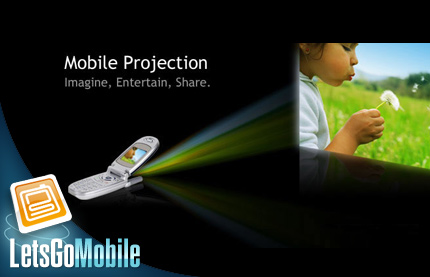 Mobile Projection
Imagine, Entertain, Share.
LetsGoMobile